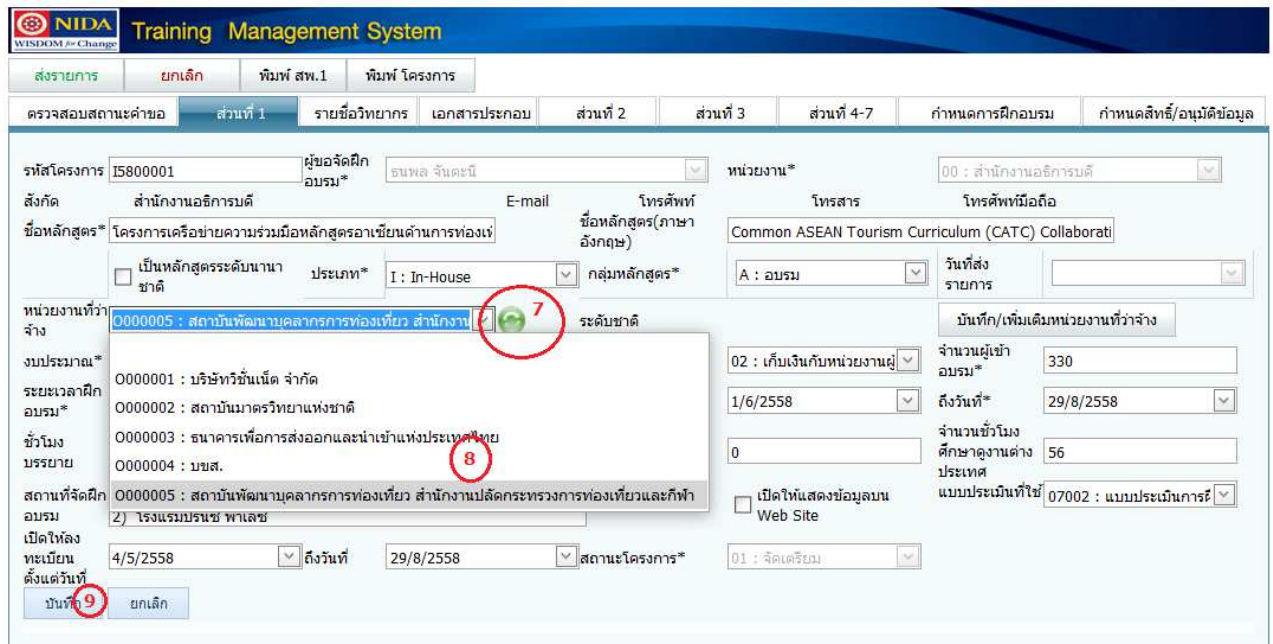 NIDA
WISDOM for Change
Training Management System
ส่งรายการ ยกเลิก พิมพ์ สพ.1 พิมพ์ โครงการ
ตรวจสอบสถานะคำขอ ส่วนที่ 1 รายชื่อวิทยากร เอกสารประกอบ ส่วนที่ 2 ส่วนที่ 3 ส่วนที่ 4-7 กำหนดการฝึกอบรม กำหนดสิทธิ์/อนุมัติข้อมูล
รหัสโครงการ I5800001 ผู้ขอจัดฝึกอบรม* ธนพล จันตะนี หน่วยงาน* 00 : สำนักงานอธิการบดี
สังกัด สำนักงานอธิการบดี E-mail โทรศัพท์ โทรสาร โทรศัพท์มือถือ
ชื่อหลักสูตร* โครงการเครือข่ายความร่วมมือหลักสูตรอาเซียนด้านการท่องเที่ ชื่อหลักสูตร(ภาษาอังกฤษ) Common ASEAN Tourism Curriculum (CATC) Collaborati
เป็นหลักสูตรระดับนานาชาติ ประเภท* I : In-House กลุ่มหลักสูตร* A : อบรม วันที่ส่งรายการ
หน่วยงานที่ว่าจ้าง O000005 : สถาบันพัฒนาบุคลากรการท่องเที่ยว สำนักงาน 7 ระดับชาติ บันทึก/เพิ่มเติมหน่วยงานที่ว่าจ้าง
งบประมาณ* 02 : เก็บเงินกับหน่วยงานผู้ จำนวนผู้เข้าอบรม* 330
O000001 : บริษัทวิชั่นเน็ต จำกัด
ระยะเวลาฝึกอบรม* 1/6/2558 ถึงวันที่* 29/8/2558
O000002 : สถาบันมาตรวิทยาแห่งชาติ
O000003 : ธนาคารเพื่อการส่งออกและนำเข้าแห่งประเทศไทย
ชั่วโมงบรรยาย 0 จำนวนชั่วโมงศึกษาดูงานต่างประเทศ 56
O000004 : บขส. 8
สถานที่จัดฝึกอบรม O000005 : สถาบันพัฒนาบุคลากรการท่องเที่ยว สำนักงานปลัดกระทรวงการท่องเที่ยวและกีฬา เปิดให้แสดงข้อมูลบน Web Site แบบประเมินที่ใช้ 07002 : แบบประเมินการ
2) โรงแรมปรินซ์ พาเลซ
เปิดให้ลงทะเบียนตั้งแต่วันที่ 4/5/2558 ถึงวันที่ 29/8/2558 สถานะโครงการ* 01 : จัดเตรียม
บันทึก 9 ยกเลิก